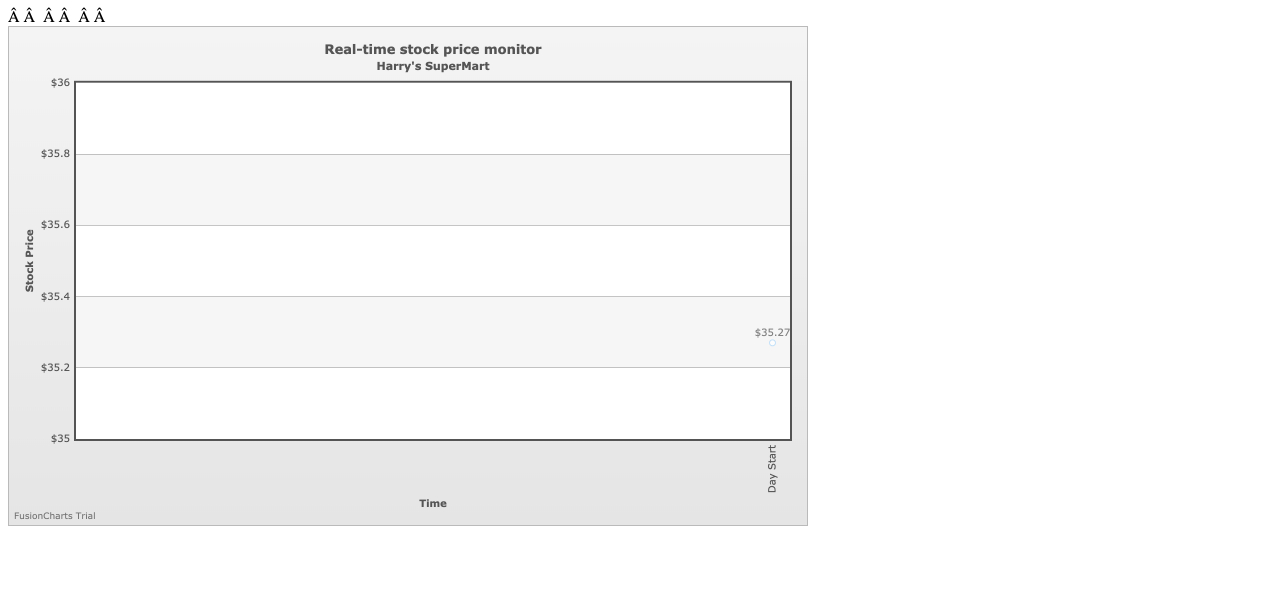 Â Â  Â Â  Â Â
Real-time stock price monitor
Harry's SuperMart
$36
$35.8
$35.6
$35.4
$35.2
$35
Stock Price
$35.27
Day Start
Time
FusionCharts Trial